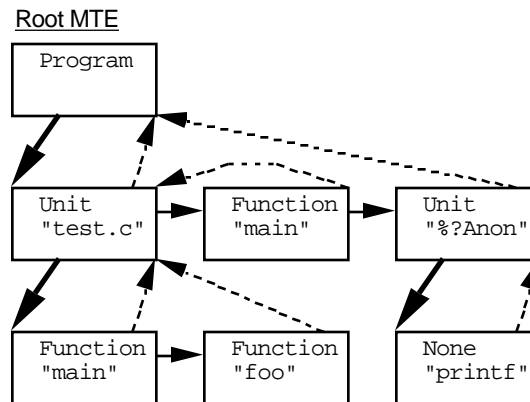 Root MTE
Program
Unit
"test.c"
Function
"main"
Unit
"%?Anon"
Function
"main"
Function
"foo"
None
"printf"